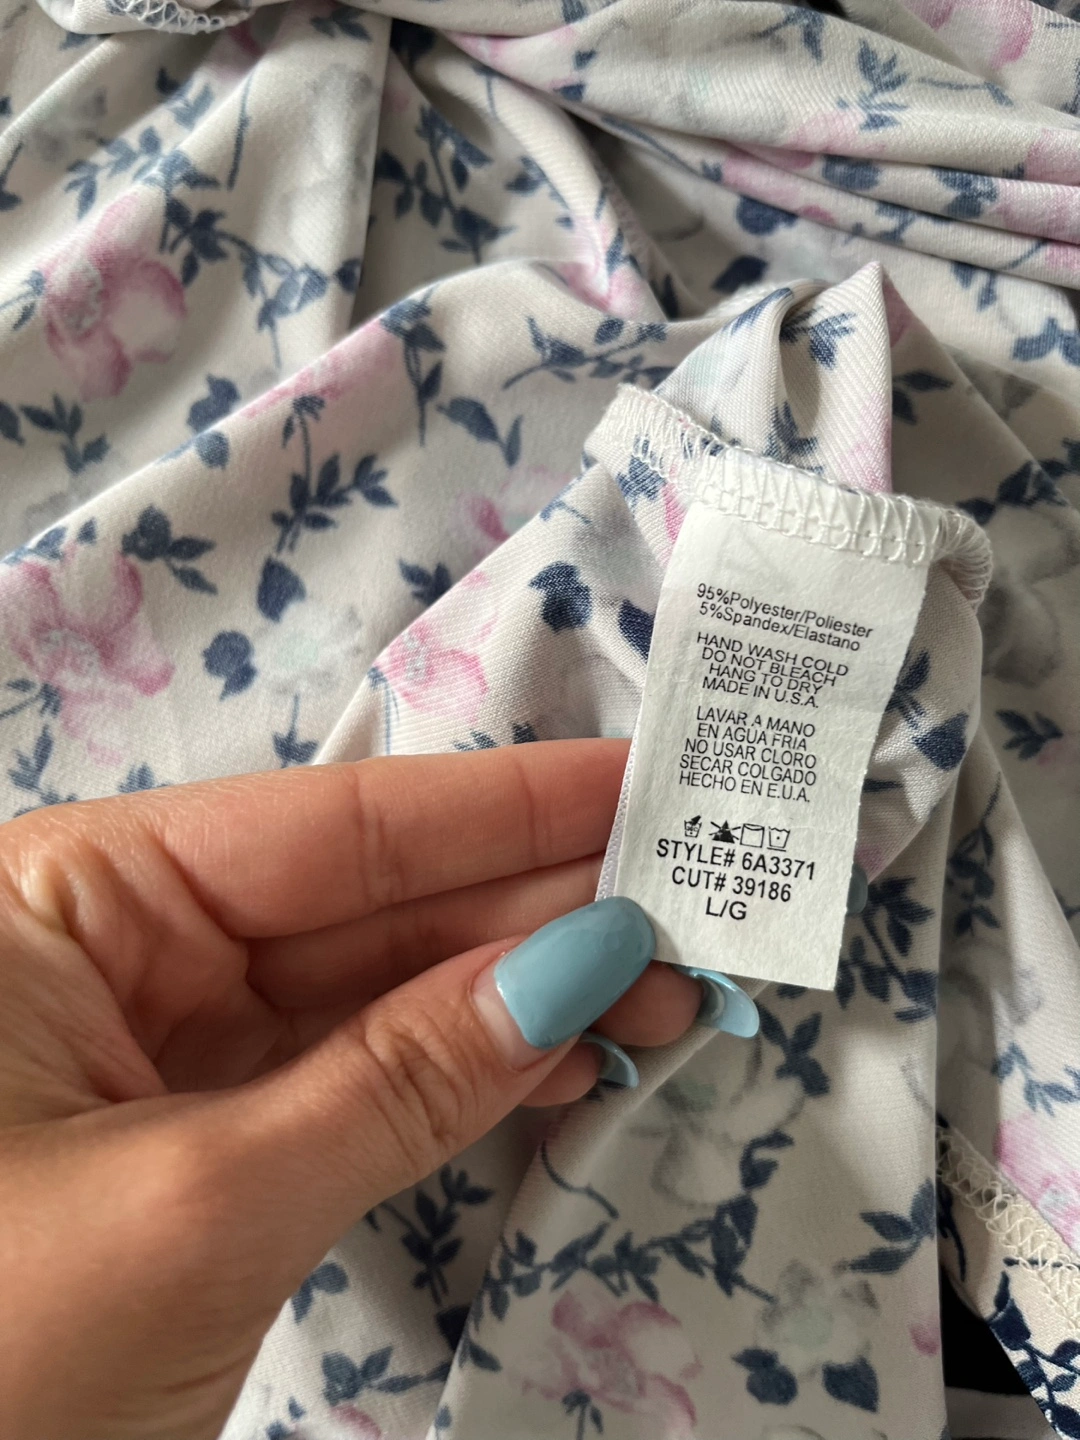 95%Polyester/Poliester
5%Spandex/Elastano
HAND WASH COLD
DO NOT BLEACH
HANG TO DRY
MADE IN U.S.A.
LAVAR A MANO
EN AGUA FRIA
NO USAR CLORO
SECAR COLGADO
HECHO EN E.U.A.
STYLE# 6A3371
CUT# 39186
L/G